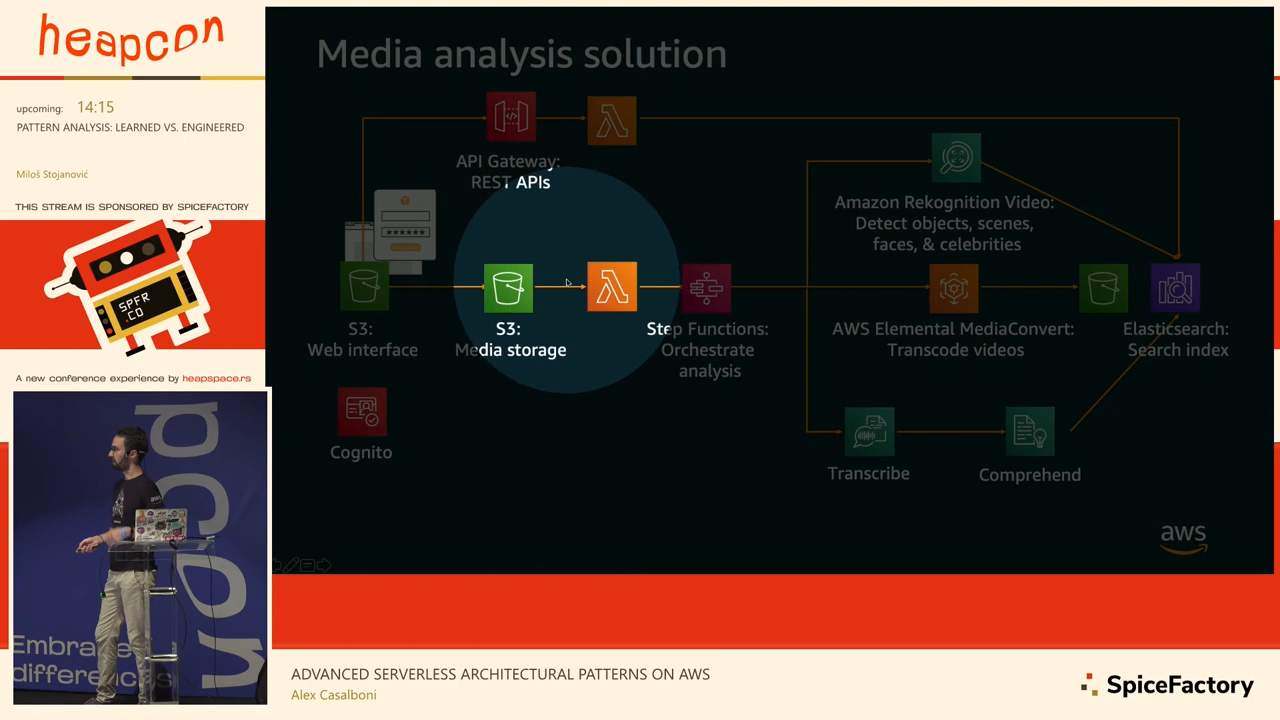 heapcon
upcoming: 14:15
PATTERN ANALYSIS: LEARNED VS. ENGINEERED
Miloš Stojanović
THIS STREAM IS SPONSORED BY SPICEFACTORY
SPFR
.CO
A new conference experience by heapspace.rs
Media analysis solution
API Gateway:
REST APIs
Amazon Rekognition Video:
Detect objects, scenes,
faces, & celebrities
S3:
Web interface
S3:
Media storage
Step Functions:
Orchestrate
analysis
AWS Elemental MediaConvert:
Transcode videos
Elasticsearch:
Search index
Cognito
Transcribe
Comprehend
aws
Embrace
differences
ADVANCED SERVERLESS ARCHITECTURAL PATTERNS ON AWS
Alex Casalboni
SpiceFactory